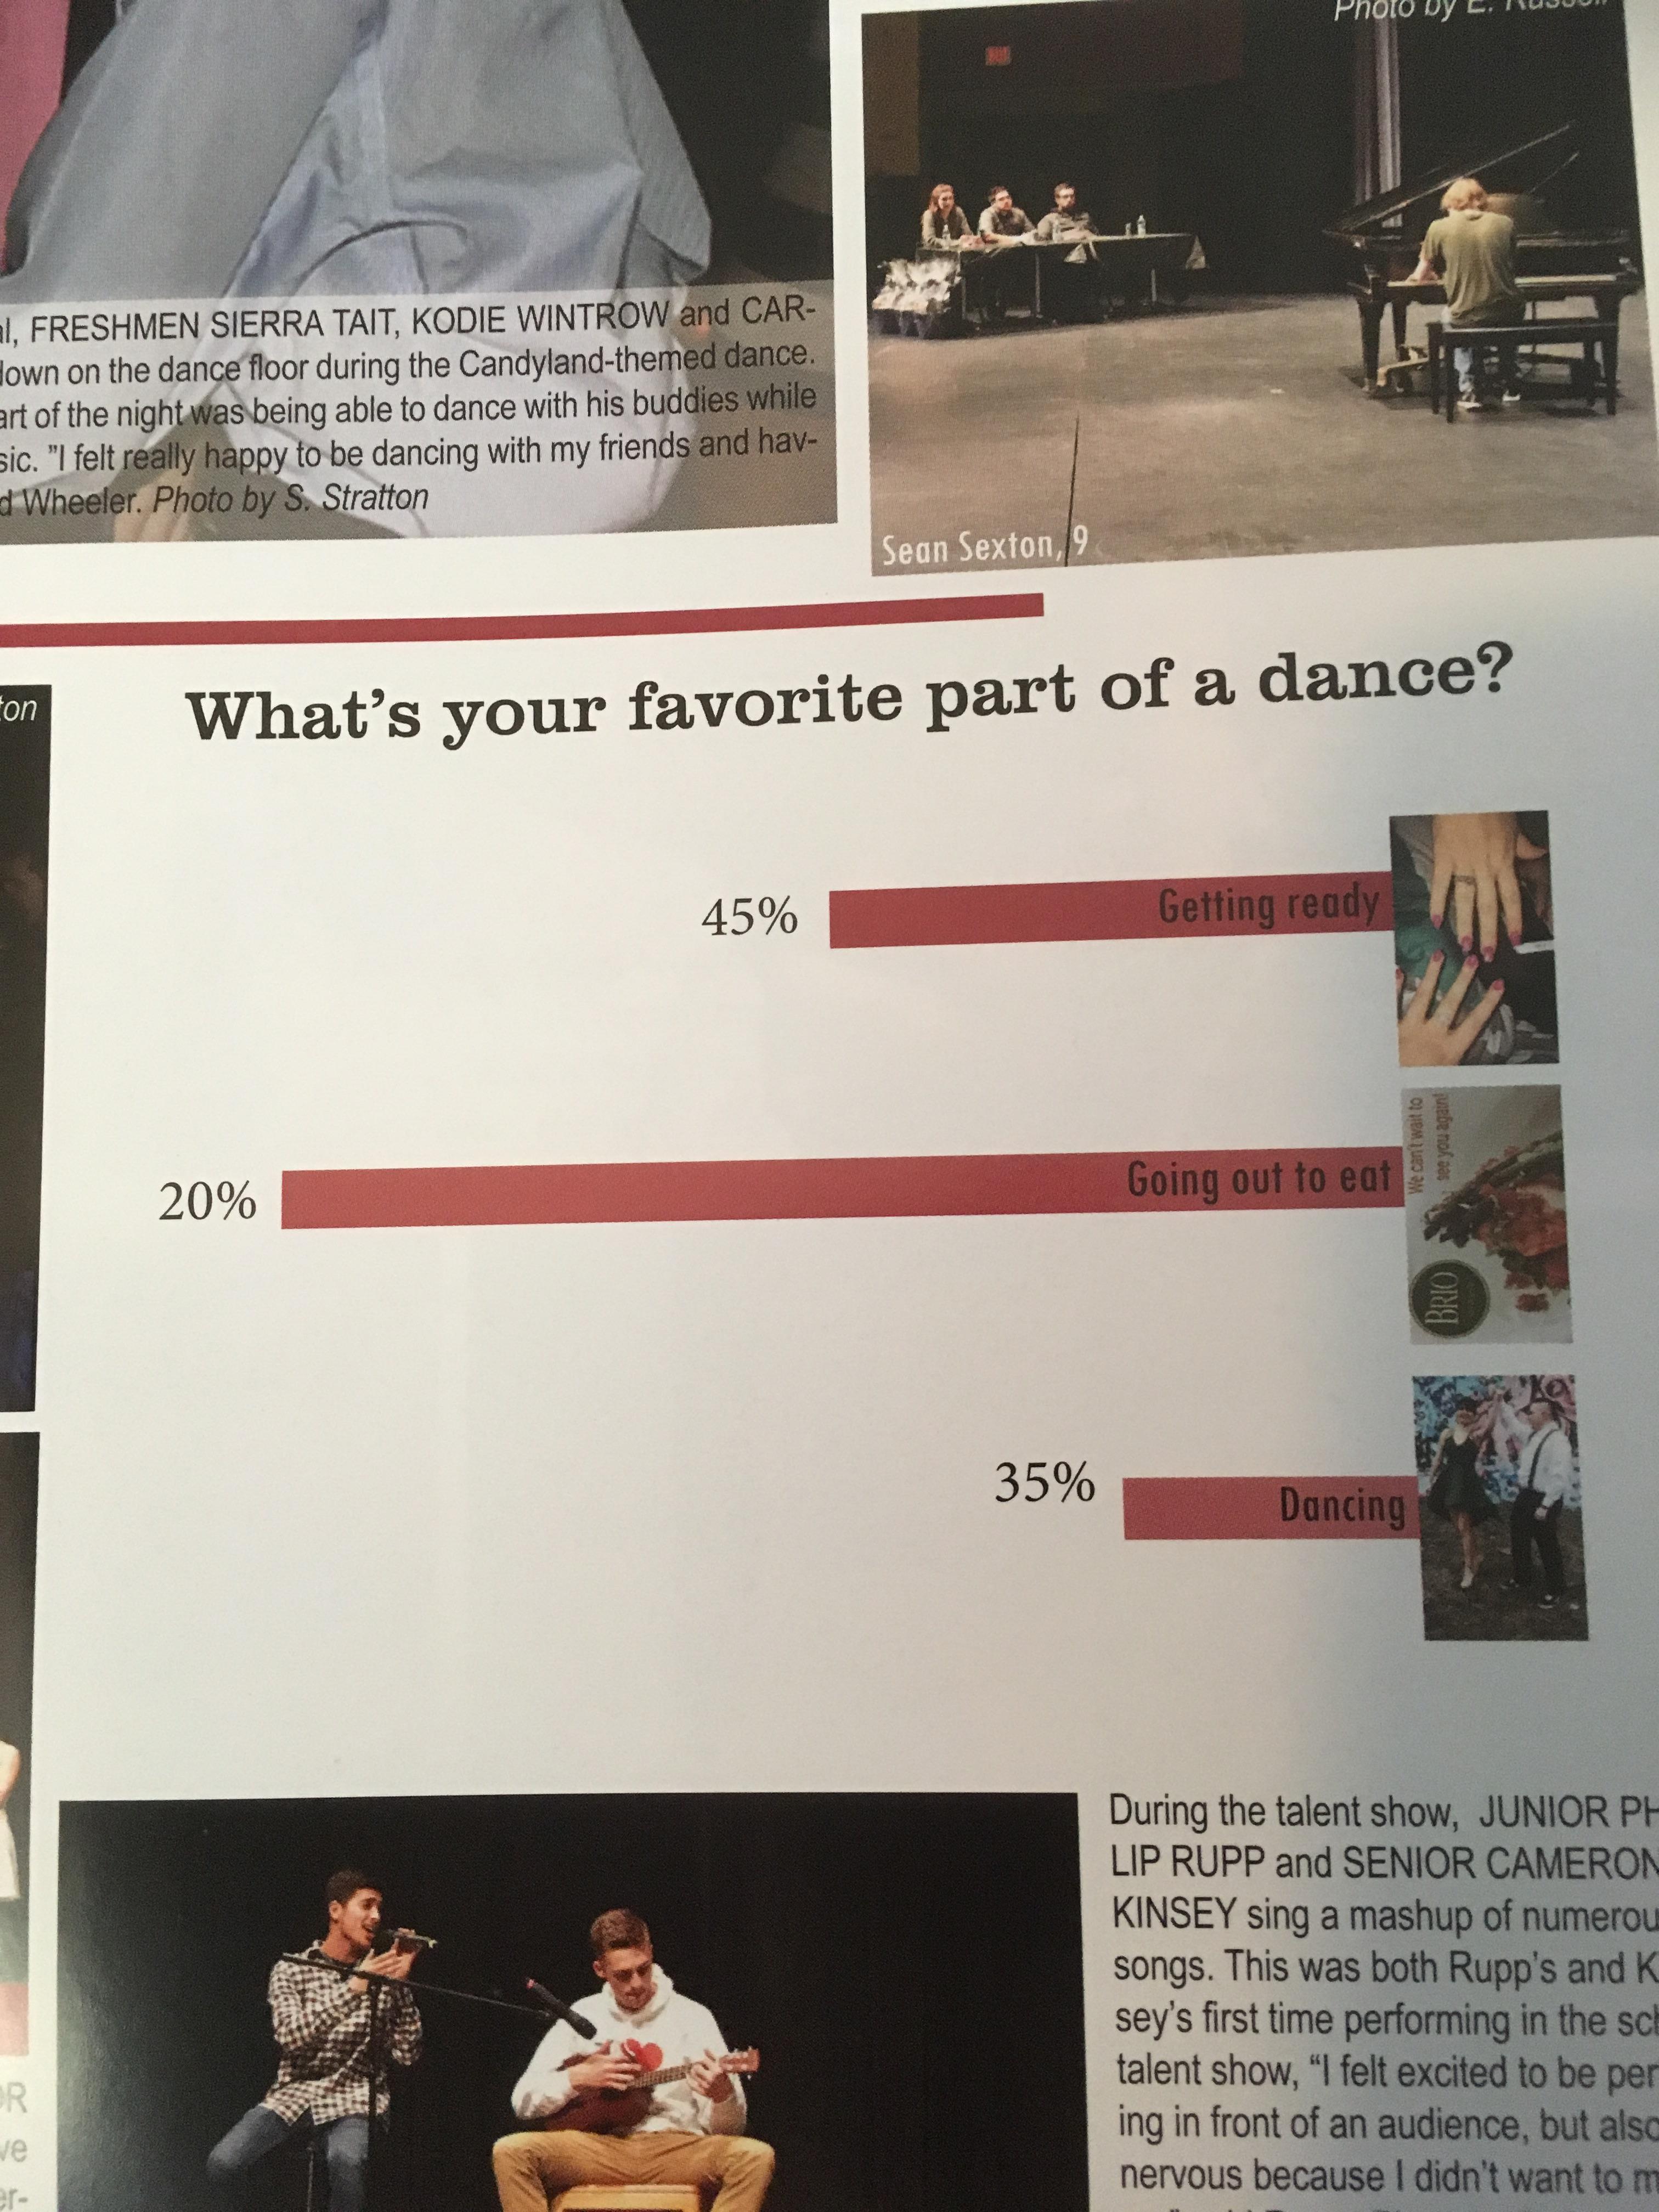 Photo by E.
FRESHMEN SIERRA TAIT, KODIE WINTROW and CAR-
down on the dance floor during the Candyland-themed dance.
art of the night was being able to dance with his buddies while
sic. "I felt really happy to be dancing with my friends and hav-
d Wheeler. Photo by S. Stratton
Sean Sexton, 9
What's your favorite part of a dance?
ton
45%
Getting ready
20%
Going out to eat
We can't wait to
see you again!
BRIO
35%
Dancing
During the talent show, JUNIOR PH
LIP RUPP and SENIOR CAMERON
KINSEY sing a mashup of numerou
songs. This was both Rupp's and K
sey's first time performing in the sch
talent show, “I felt excited to be per
ing in front of an audience, but also
nervous because I didn't want to m
OR
ve
er-